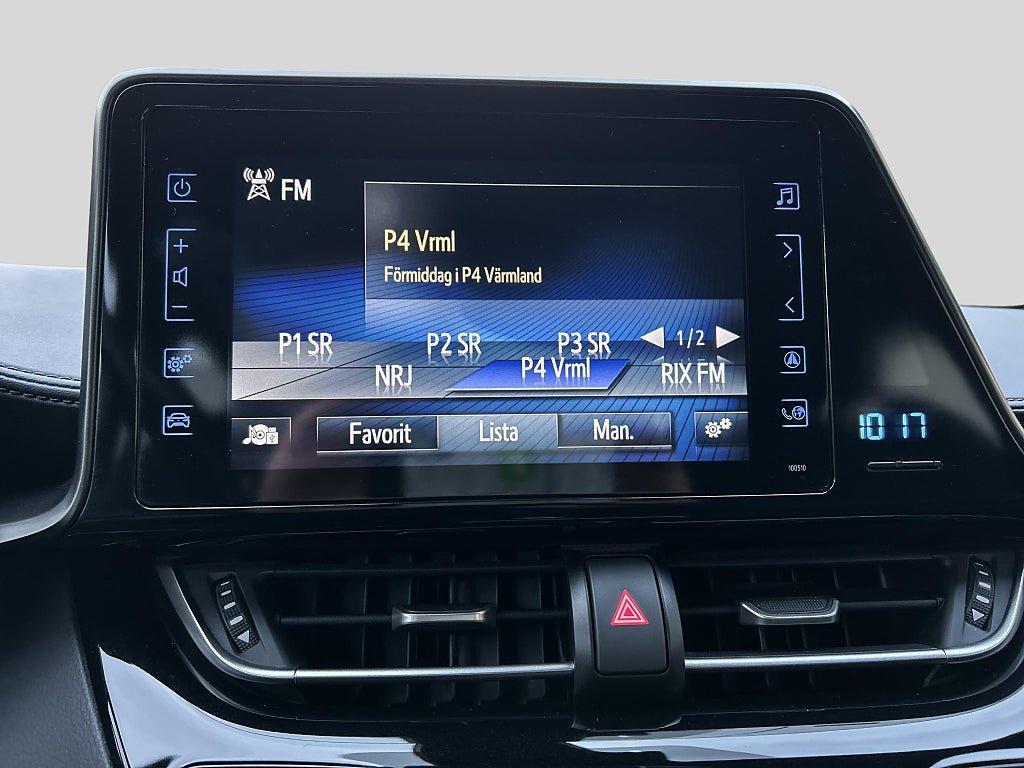 FM
P4 Vrml
Förmiddag i P4 Värmland
P1 SR P2 SR P3 SR 1/2
NRJ P4 Vrml RIX FM
Favorit Lista Man.
10 17
100510